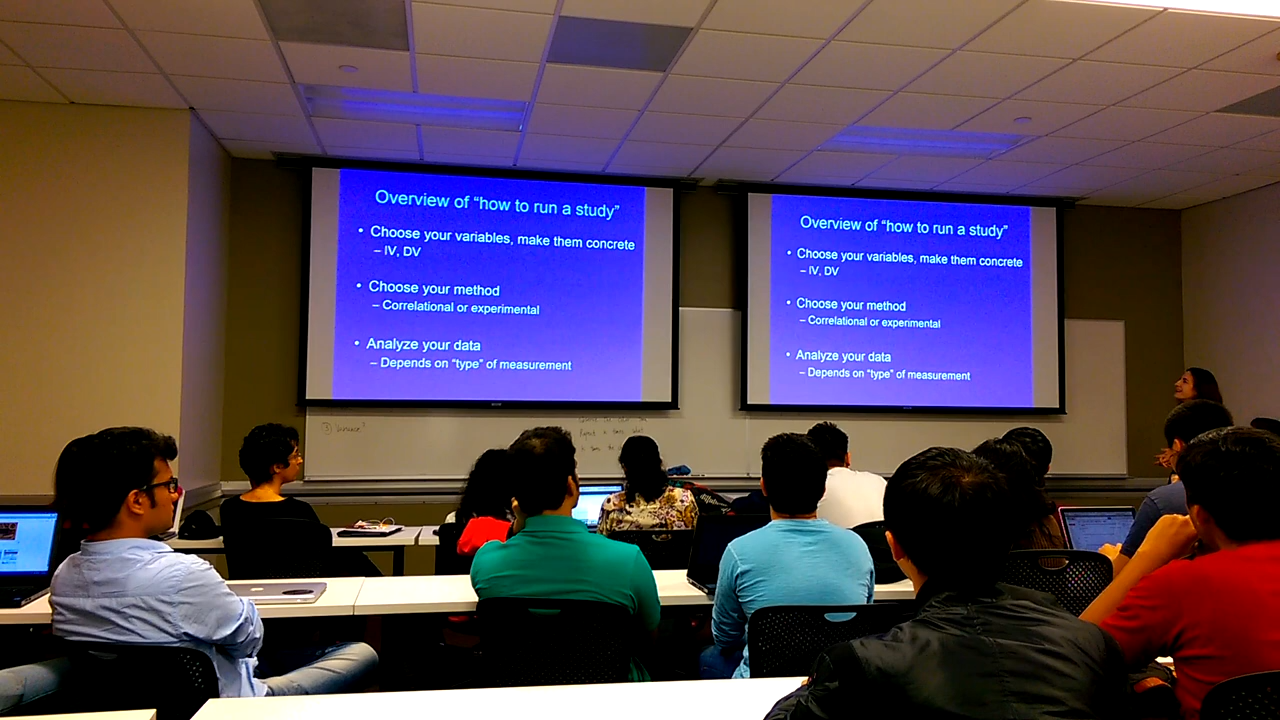 Overview of "how to run a study"
• Choose your variables, make them concrete
– IV, DV
• Choose your method
– Correlational or experimental
• Analyze your data
– Depends on "type" of measurement
Overview of "how to run a study"
• Choose your variables, make them concrete
– IV, DV
• Choose your method
– Correlational or experimental
• Analyze your data
– Depends on "type" of measurement
③